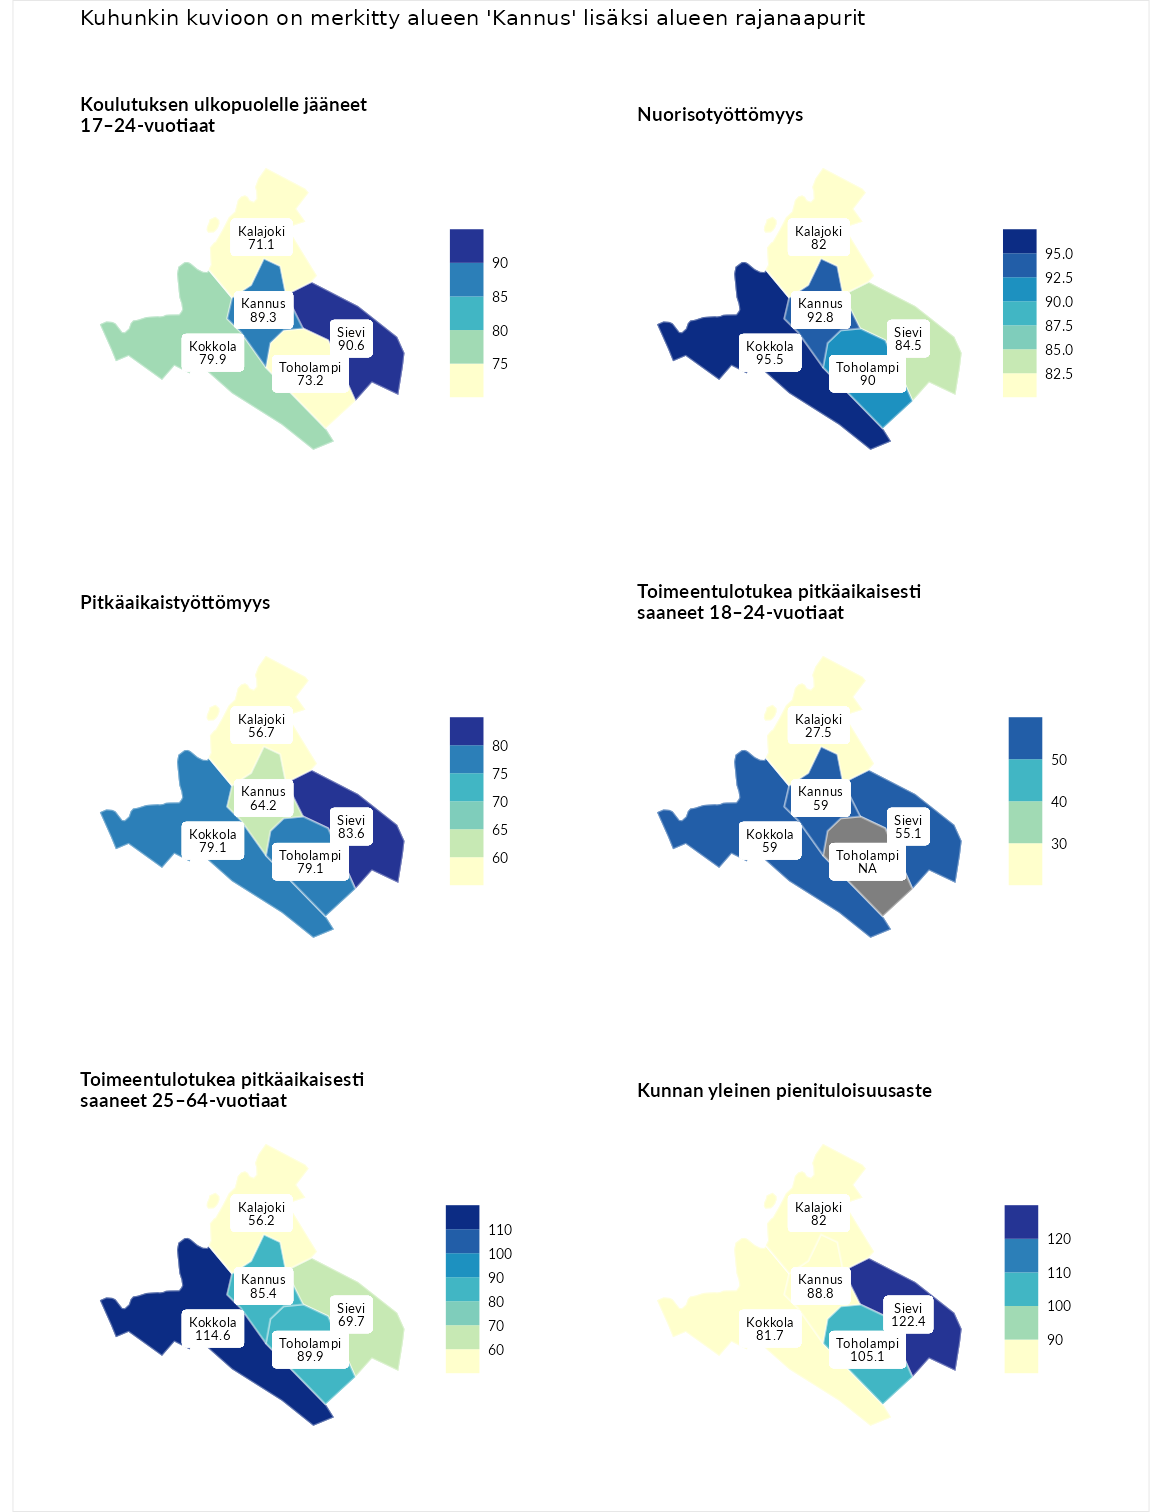 Kuhunkin kuvioon on merkitty alueen 'Kannus' lisäksi alueen rajanaapurit
Koulutuksen ulkopuolelle jääneet
17–24-vuotiaat
Kalajoki
71.1
Kannus
89.3
Sievi
90.6
Kokkola
79.9
Toholampi
73.2
90
85
80
75
Nuorisotyöttömyys
Kalajoki
82
Kannus
92.8
Sievi
84.5
Kokkola
95.5
Toholampi
90
95.0
92.5
90.0
87.5
85.0
82.5
Pitkäaikaistyöttömyys
Kalajoki
56.7
Kannus
64.2
Sievi
83.6
Kokkola
79.1
Toholampi
79.1
80
75
70
65
60
Toimeentulotukea pitkäaikaisesti
saaneet 18–24-vuotiaat
Kalajoki
27.5
Kannus
59
Sievi
55.1
Kokkola
59
Toholampi
NA
50
40
30
Toimeentulotukea pitkäaikaisesti
saaneet 25–64-vuotiaat
Kalajoki
56.2
Kannus
85.4
Sievi
69.7
Kokkola
114.6
Toholampi
89.9
110
100
90
80
70
60
Kunnan yleinen pienituloisuusaste
Kalajoki
82
Kannus
88.8
Sievi
122.4
Kokkola
81.7
Toholampi
105.1
120
110
100
90